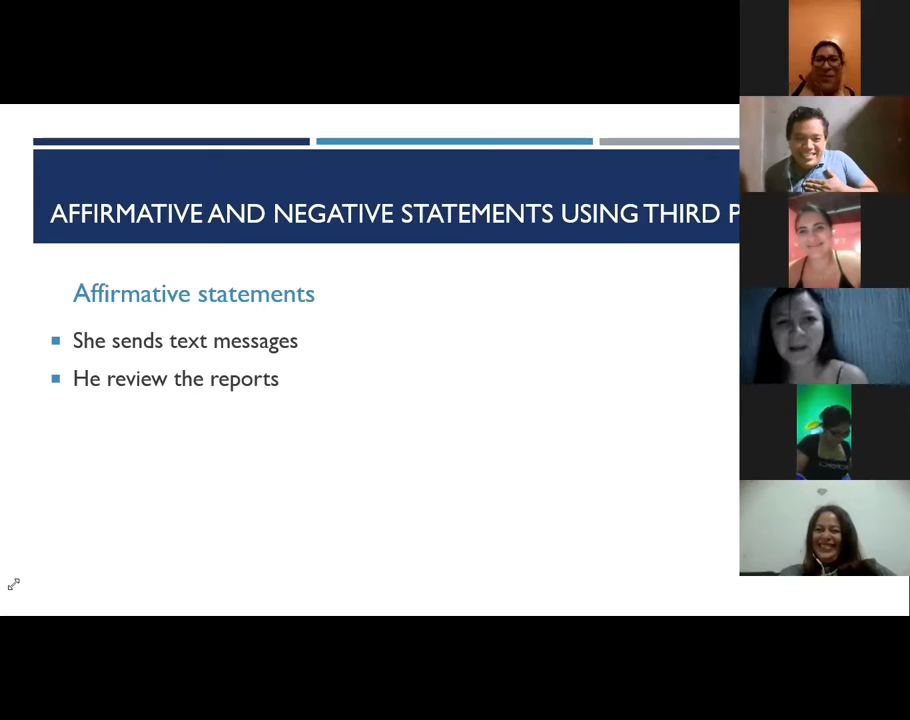 AFFIRMATIVE AND NEGATIVE STATEMENTS USING THIRD P
Affirmative statements
She sends text messages
He review the reports